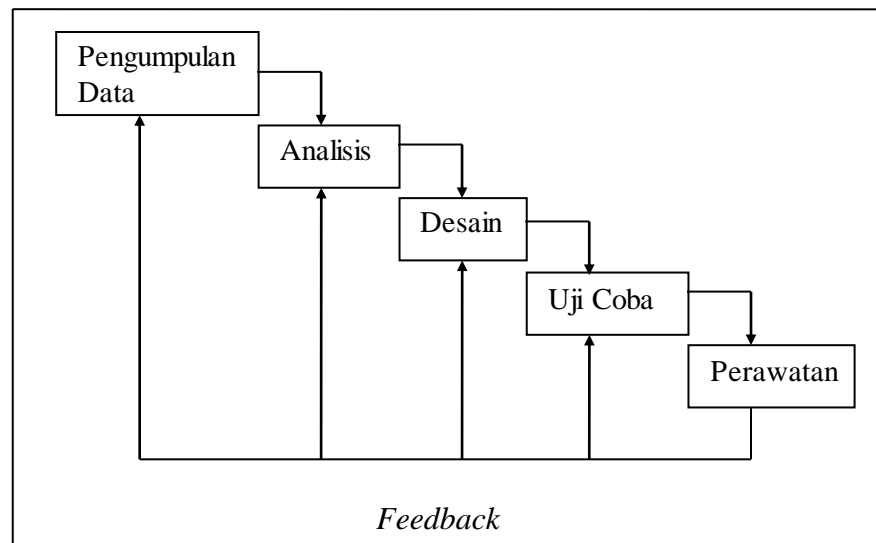 Pengumpulan
Data
Analisis
Desain
Uji Coba
Perawatan
Feedback